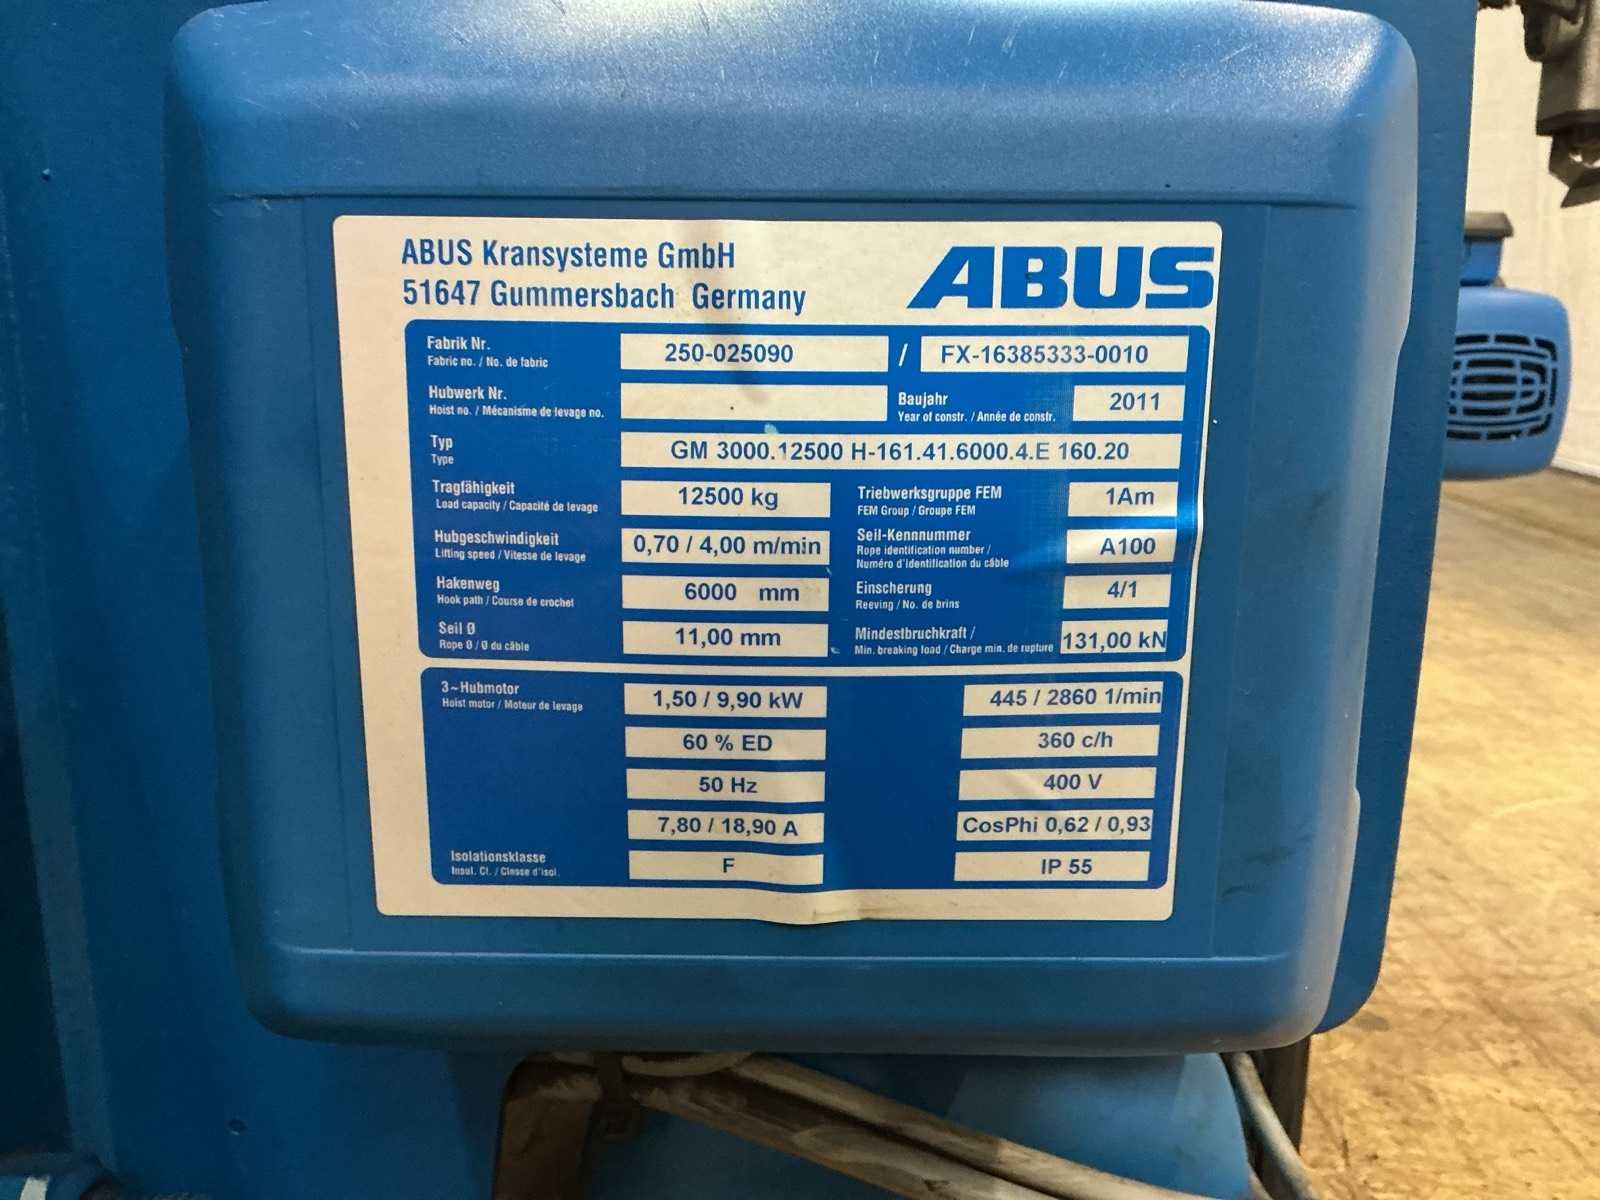 ABUS Kransysteme GmbH
51647 Gummersbach Germany
ABUS
Fabrik Nr. 250-025090 / FX-16385333-0010
Fabric no. / No. de fabric
Hubwerk Nr. Baujahr 2011
Hoist no. / Mécanisme de levage no. Year of constr. / Année de constr.
Typ GM 3000.12500 H-161.41.6000.4.E 160.20
Type
Tragfähigkeit 12500 kg Triebwerksgruppe FEM 1Am
Load capacity / Capacité de levage FEM Group / Groupe FEM
Hubgeschwindigkeit 0,70 / 4,00 m/min Seil-Kennnummer A100
Lifting speed / Vitesse de levage Rope identification number /
Numéro d'identification du câble
Hakenweg 6000 mm Einscherung 4/1
Hook path / Course de crochet Reeving / No. de brins
Seil Ø 11,00 mm Mindestbruchkraft / 131,00 kN
Rope Ø / Ø du câble Min. breaking load / Charge min. de rupture
3~Hubmotor 1,50 / 9,90 kW 445 / 2860 1/min
Hoist motor / Moteur de levage
60 % ED 360 c/h
50 Hz 400 V
7,80 / 18,90 A CosPhi 0,62 / 0,93
Isolationsklasse F IP 55
Insul. Cl. / Classe d'isol.